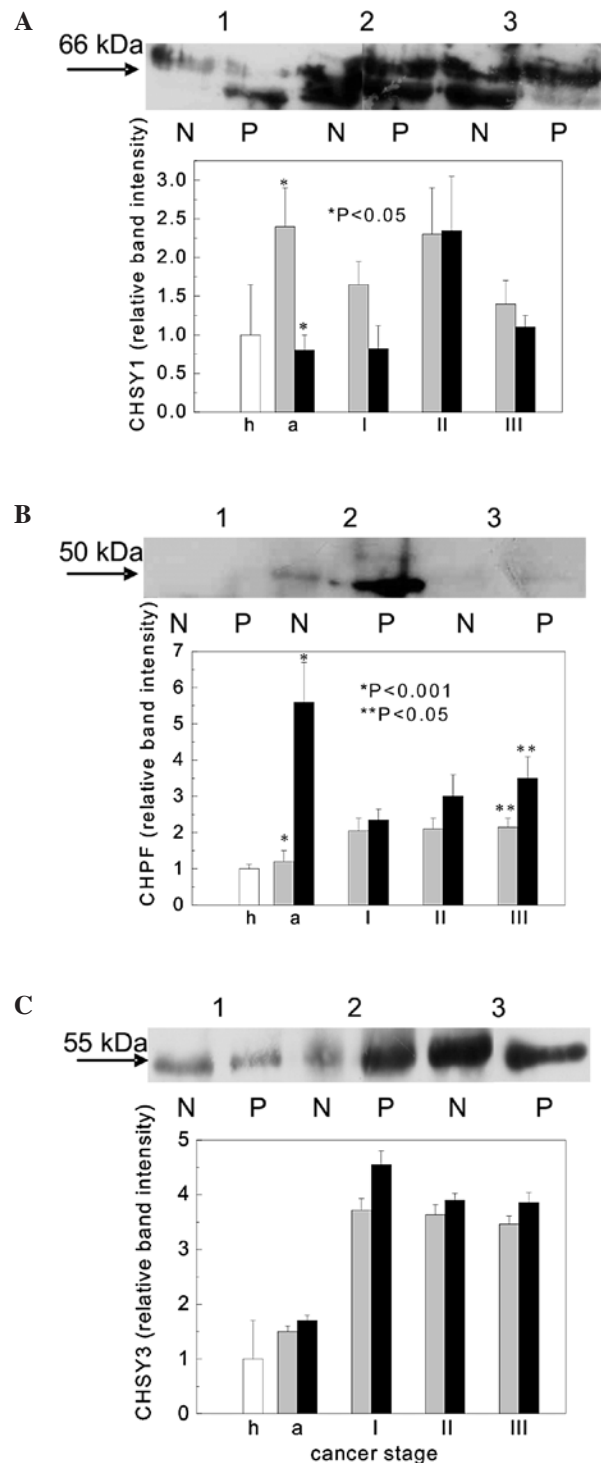 A
1 2 3
66 kDa
N P N P N P
CHSY1 (relative band intensity)
3.0
2.5
2.0
1.5
1.0
0.5
0.0
* *
*P<0.05
h a I II III
B
1 2 3
50 kDa
N P N P N P
CHPF (relative band intensity)
7
6
5
4
3
2
1
0
* *
*P<0.001
**P<0.05
** **
h a I II III
C
1 2 3
55 kDa
N P N P N P
CHSY3 (relative band intensity)
5
4
3
2
1
0
h a I II III
cancer stage